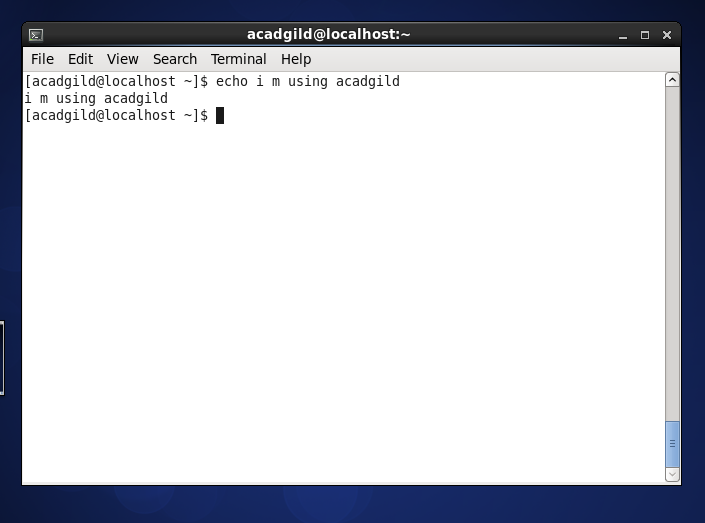 acadgild@localhost:~
File Edit View Search Terminal Help
[acadgild@localhost ~]$ echo i m using acadgild
i m using acadgild
[acadgild@localhost ~]$